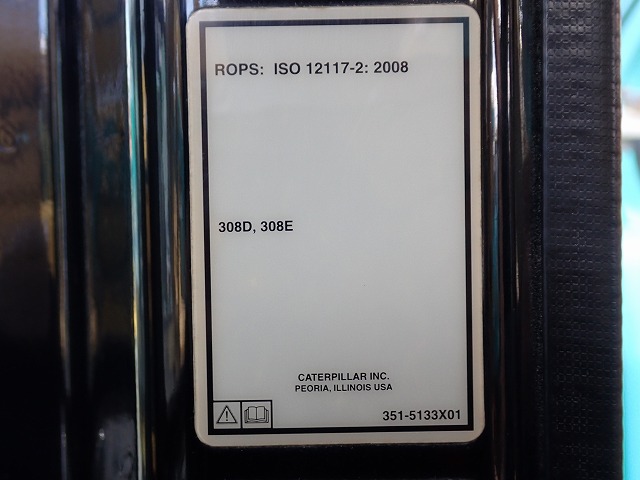 ROPS: ISO 12117-2: 2008
308D, 308E
CATERPILLAR INC.
PEORIA, ILLINOIS USA
351-5133X01